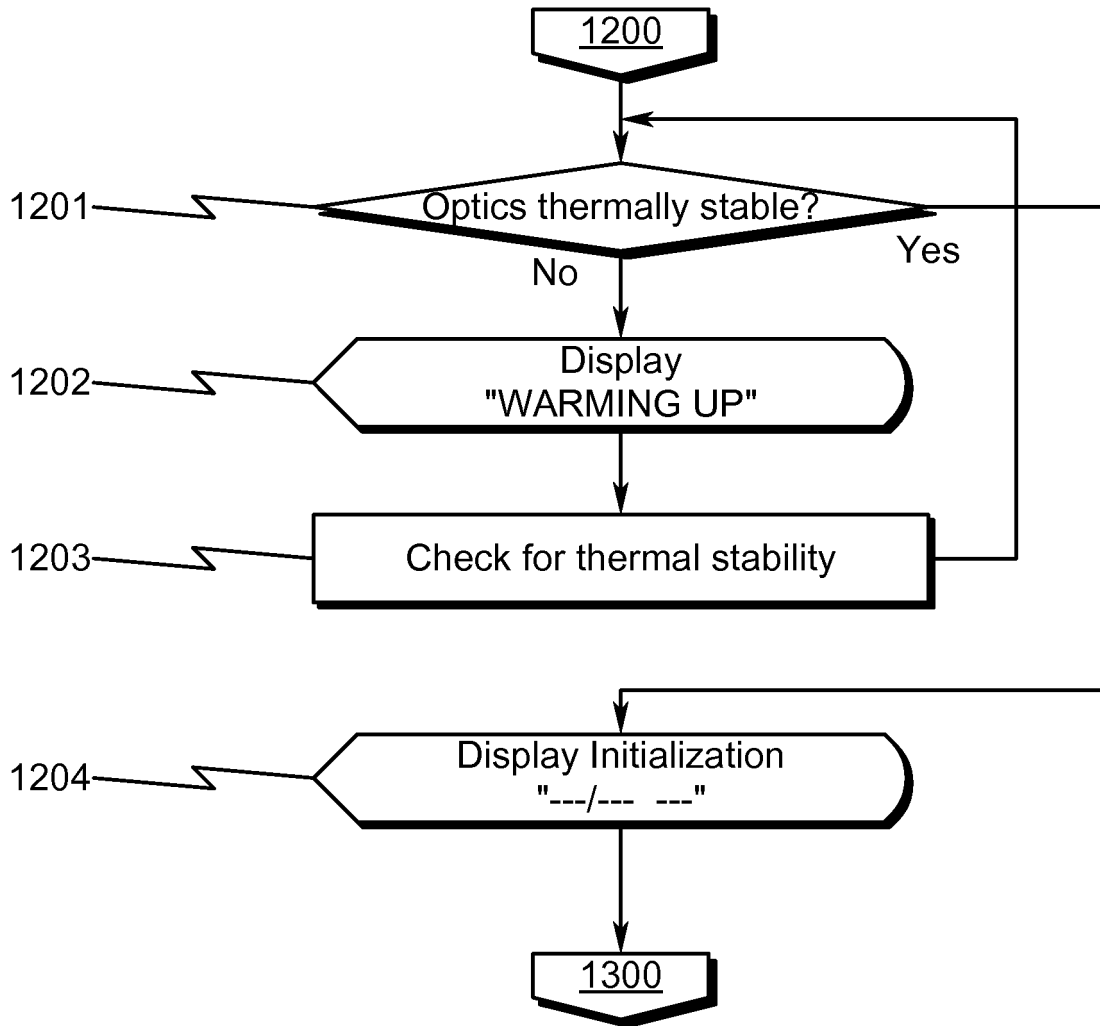 1200
1201
Optics thermally stable?
Yes
No
1202
Display
"WARMING UP"
1203
Check for thermal stability
1204
Display Initialization
"---/---  ---"
1300